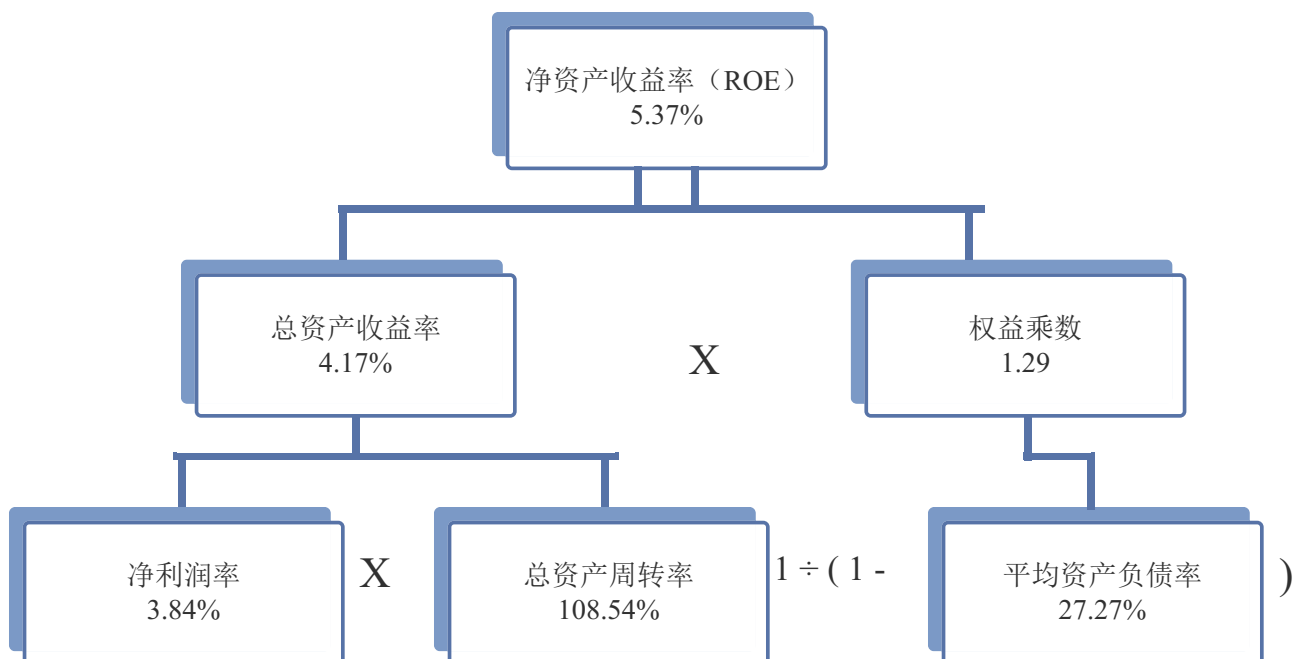 净资产收益率（ROE）
5.37%
总资产收益率
4.17%
X
权益乘数
1.29
净利润率
3.84%
X
总资产周转率
108.54%
1 ÷ ( 1 -
平均资产负债率
27.27%
)